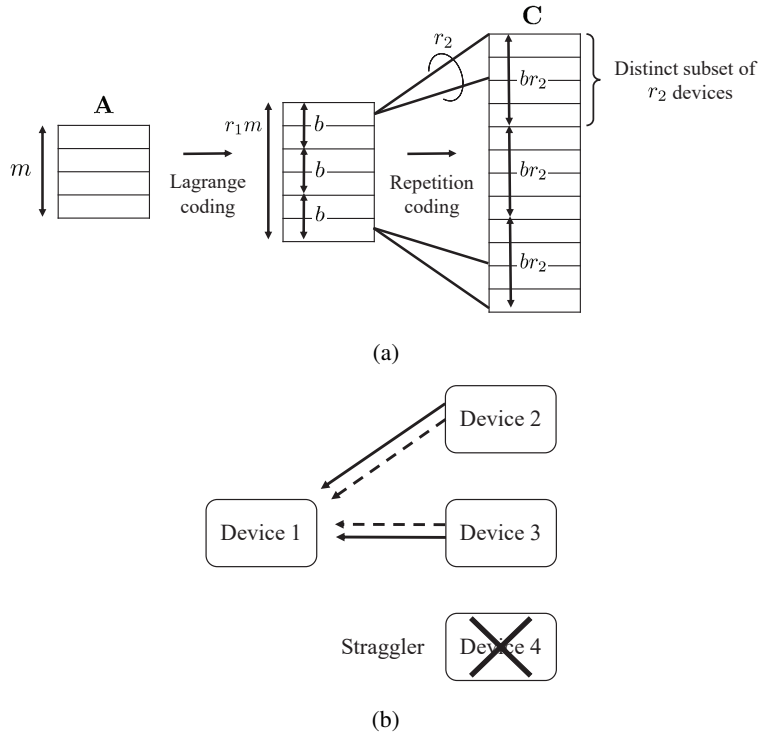 C
r₂
A
br₂
Distinct subset of
r₂ devices
r₁m
b
m
b
br₂
Lagrange
coding
Repetition
coding
b
br₂
(a)
Device 2
Device 1
Device 3
Straggler
Device 4
(b)